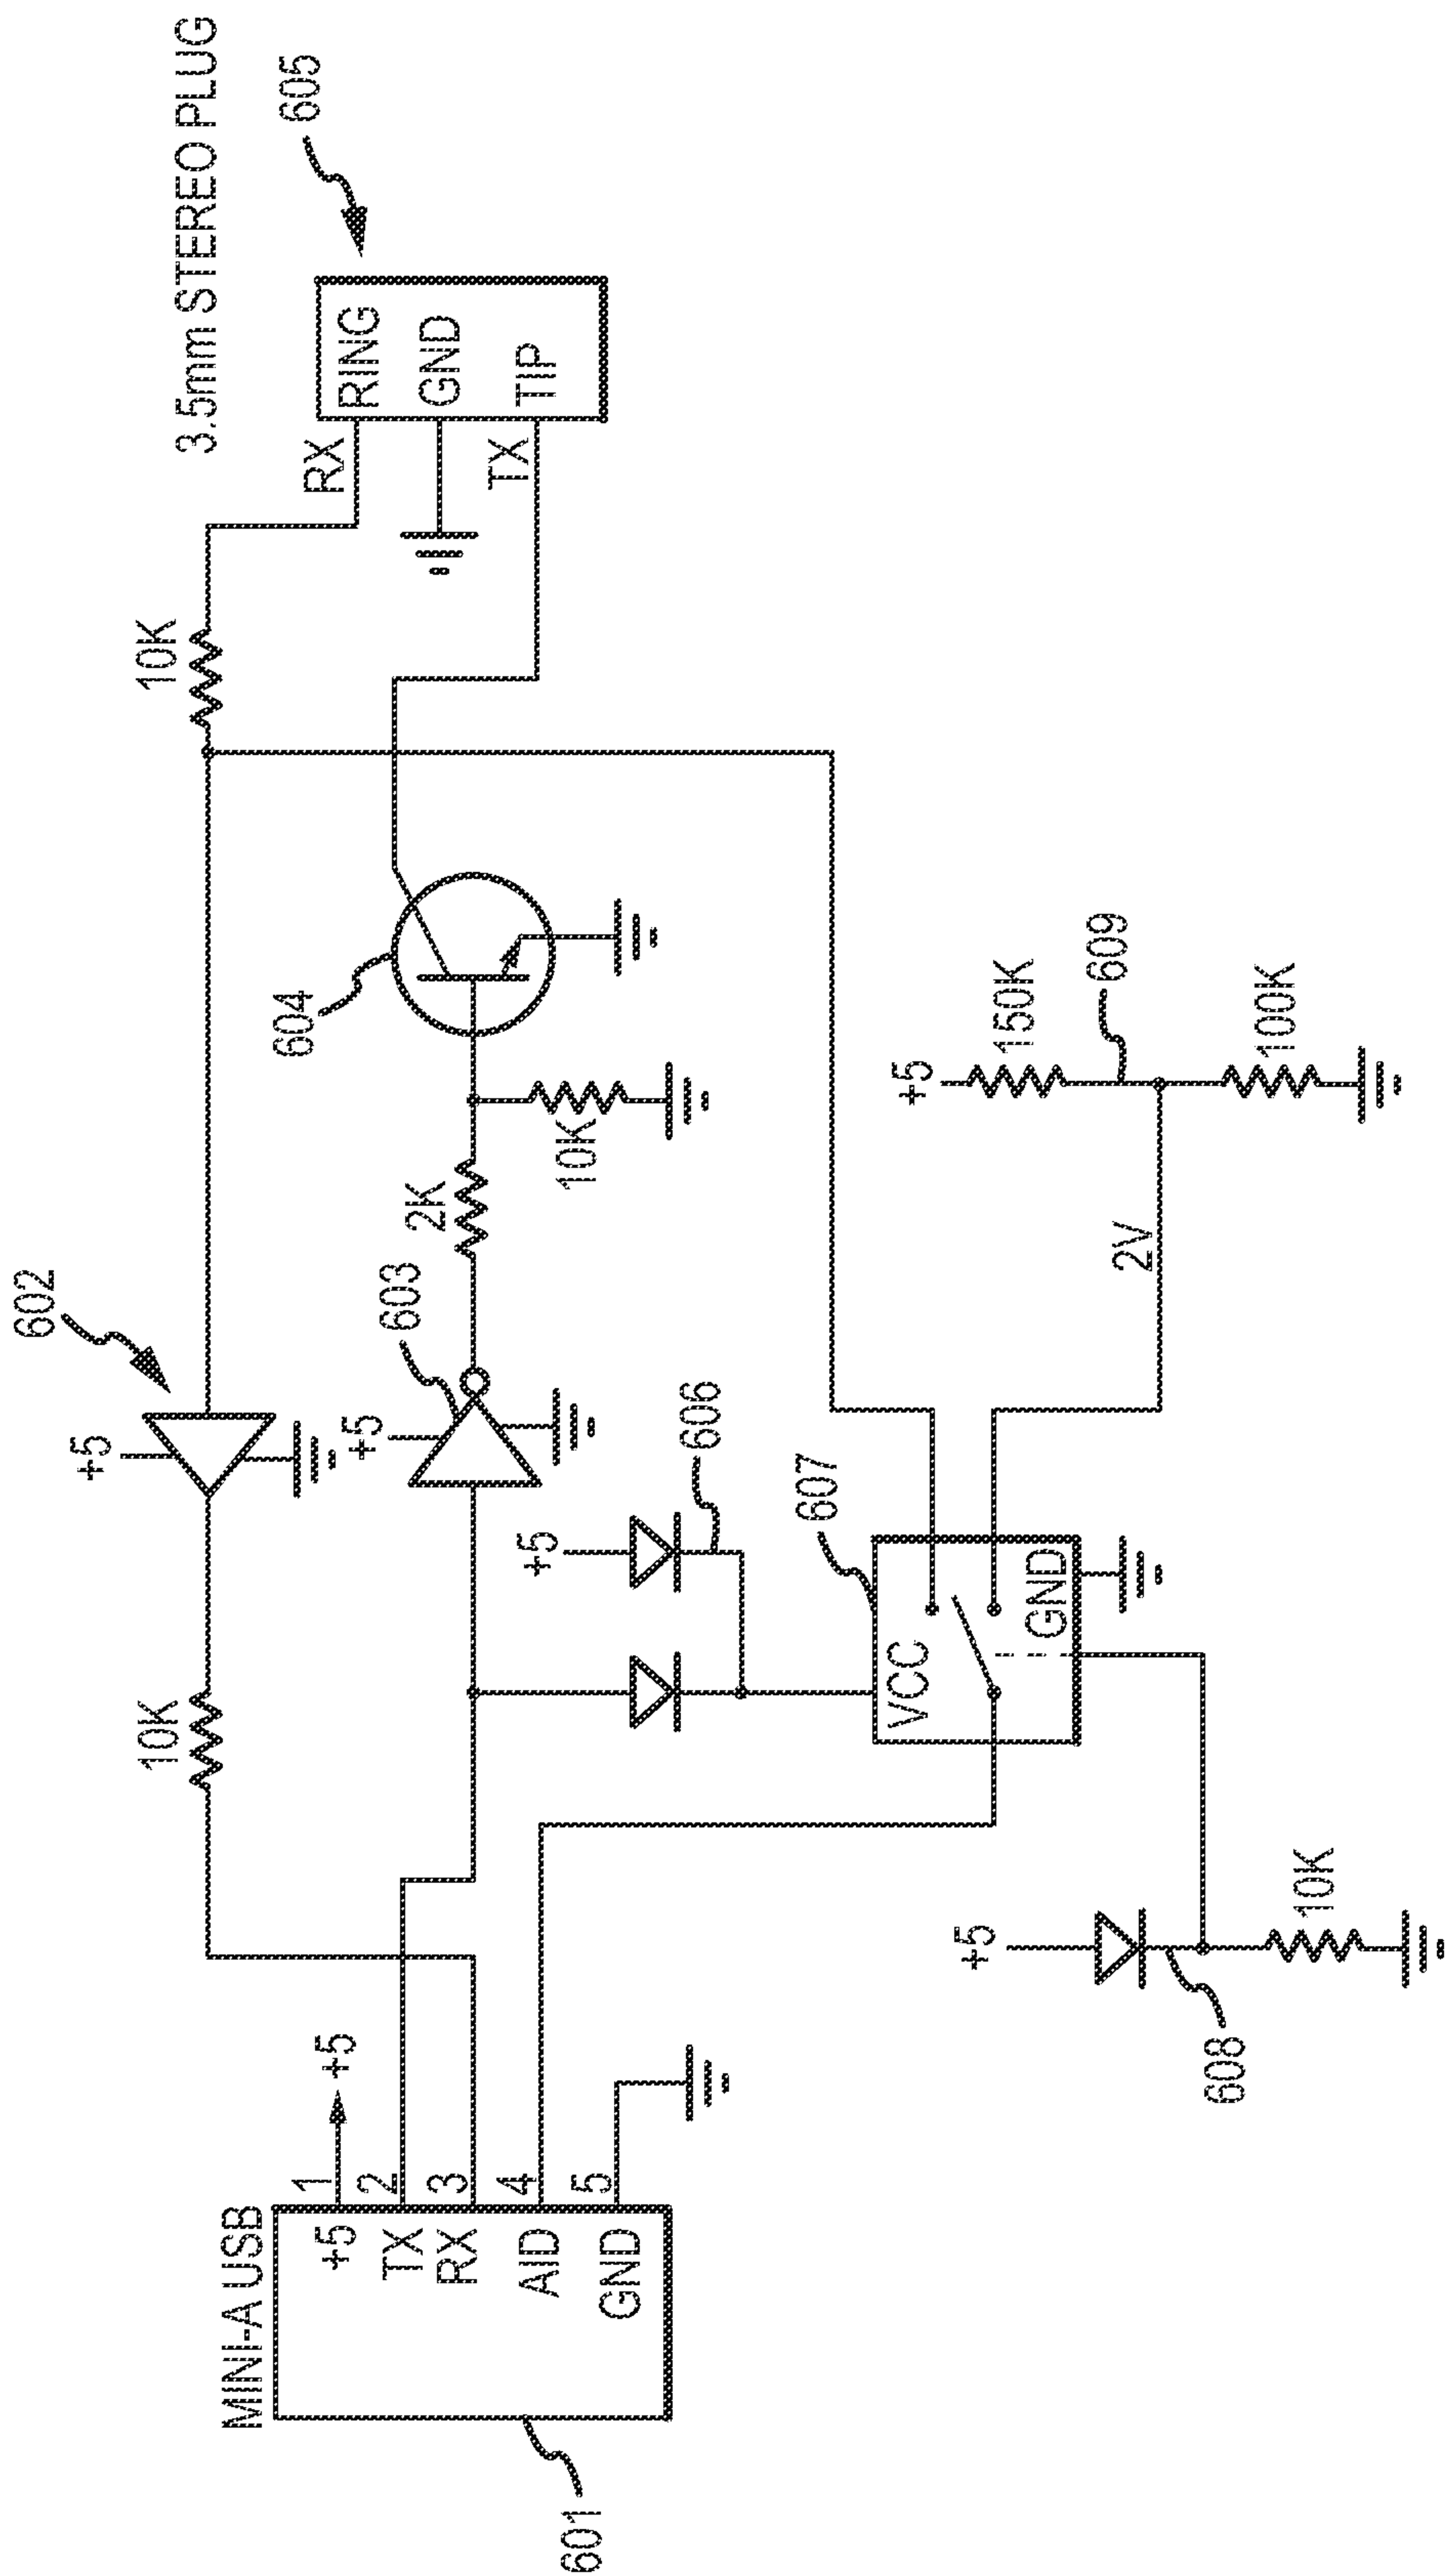 3.5mm STEREO PLUG
605
RING
GND
TIP
RX
TX
10K
602
+5
10K
604
603
+5
2K
10K
606
+5
607
VCC
GND
+5
150K
609
100K
2V
+5
10K
608
MINI-A USB
+5
1
+5
TX
2
RX
3
AID
4
GND
5
601